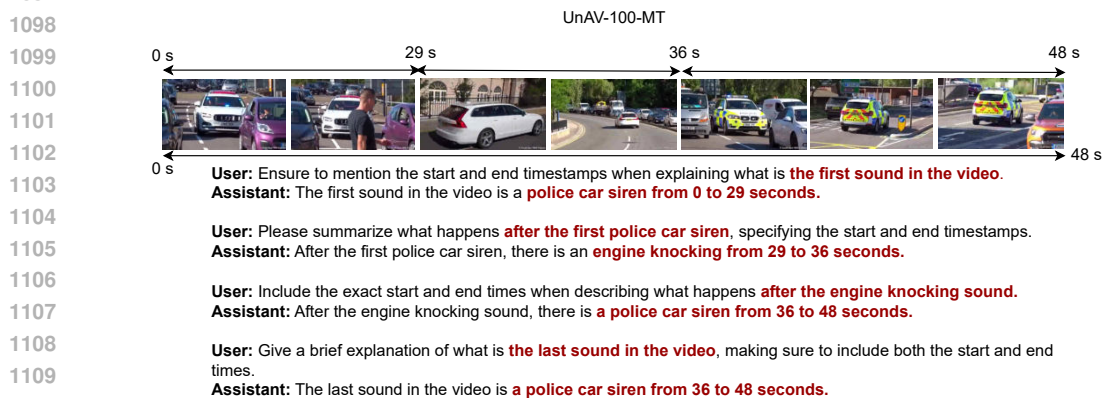 1098
UnAV-100-MT
1099
0 s 29 s 36 s 48 s
1100
1101
1102
0 s 48 s
1103
User: Ensure to mention the start and end timestamps when explaining what is the first sound in the video.
Assistant: The first sound in the video is a police car siren from 0 to 29 seconds.
1104
User: Please summarize what happens after the first police car siren, specifying the start and end timestamps.
1105
Assistant: After the first police car siren, there is an engine knocking from 29 to 36 seconds.
1106
User: Include the exact start and end times when describing what happens after the engine knocking sound.
1107
Assistant: After the engine knocking sound, there is a police car siren from 36 to 48 seconds.
1108
User: Give a brief explanation of what is the last sound in the video, making sure to include both the start and end
1109
times.
Assistant: The last sound in the video is a police car siren from 36 to 48 seconds.